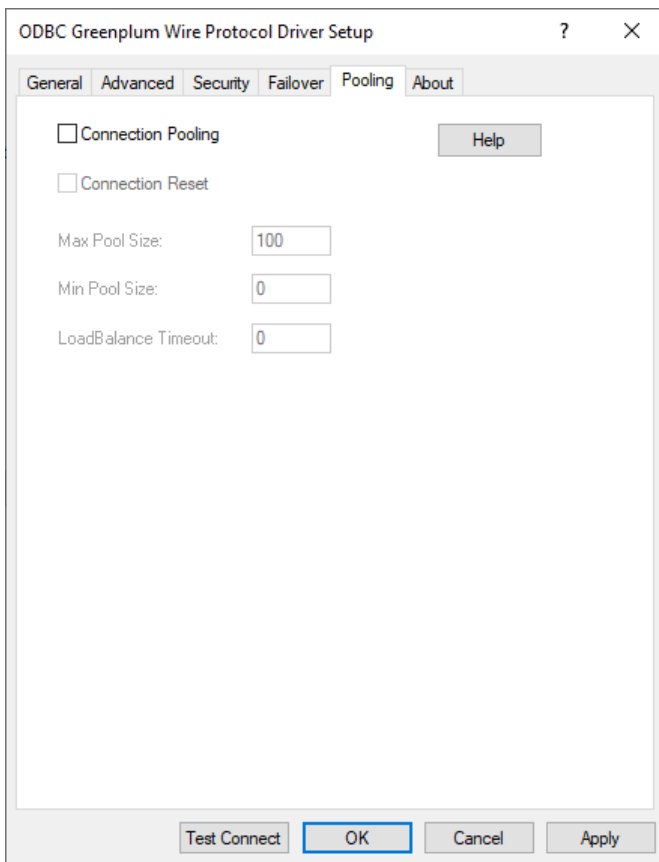 ODBC Greenplum Wire Protocol Driver Setup ?
General Advanced Security Failover Pooling About
Connection Pooling Help
Connection Reset
Max Pool Size: 100
Min Pool Size: 0
LoadBalance Timeout: 0
Test Connect OK Cancel Apply